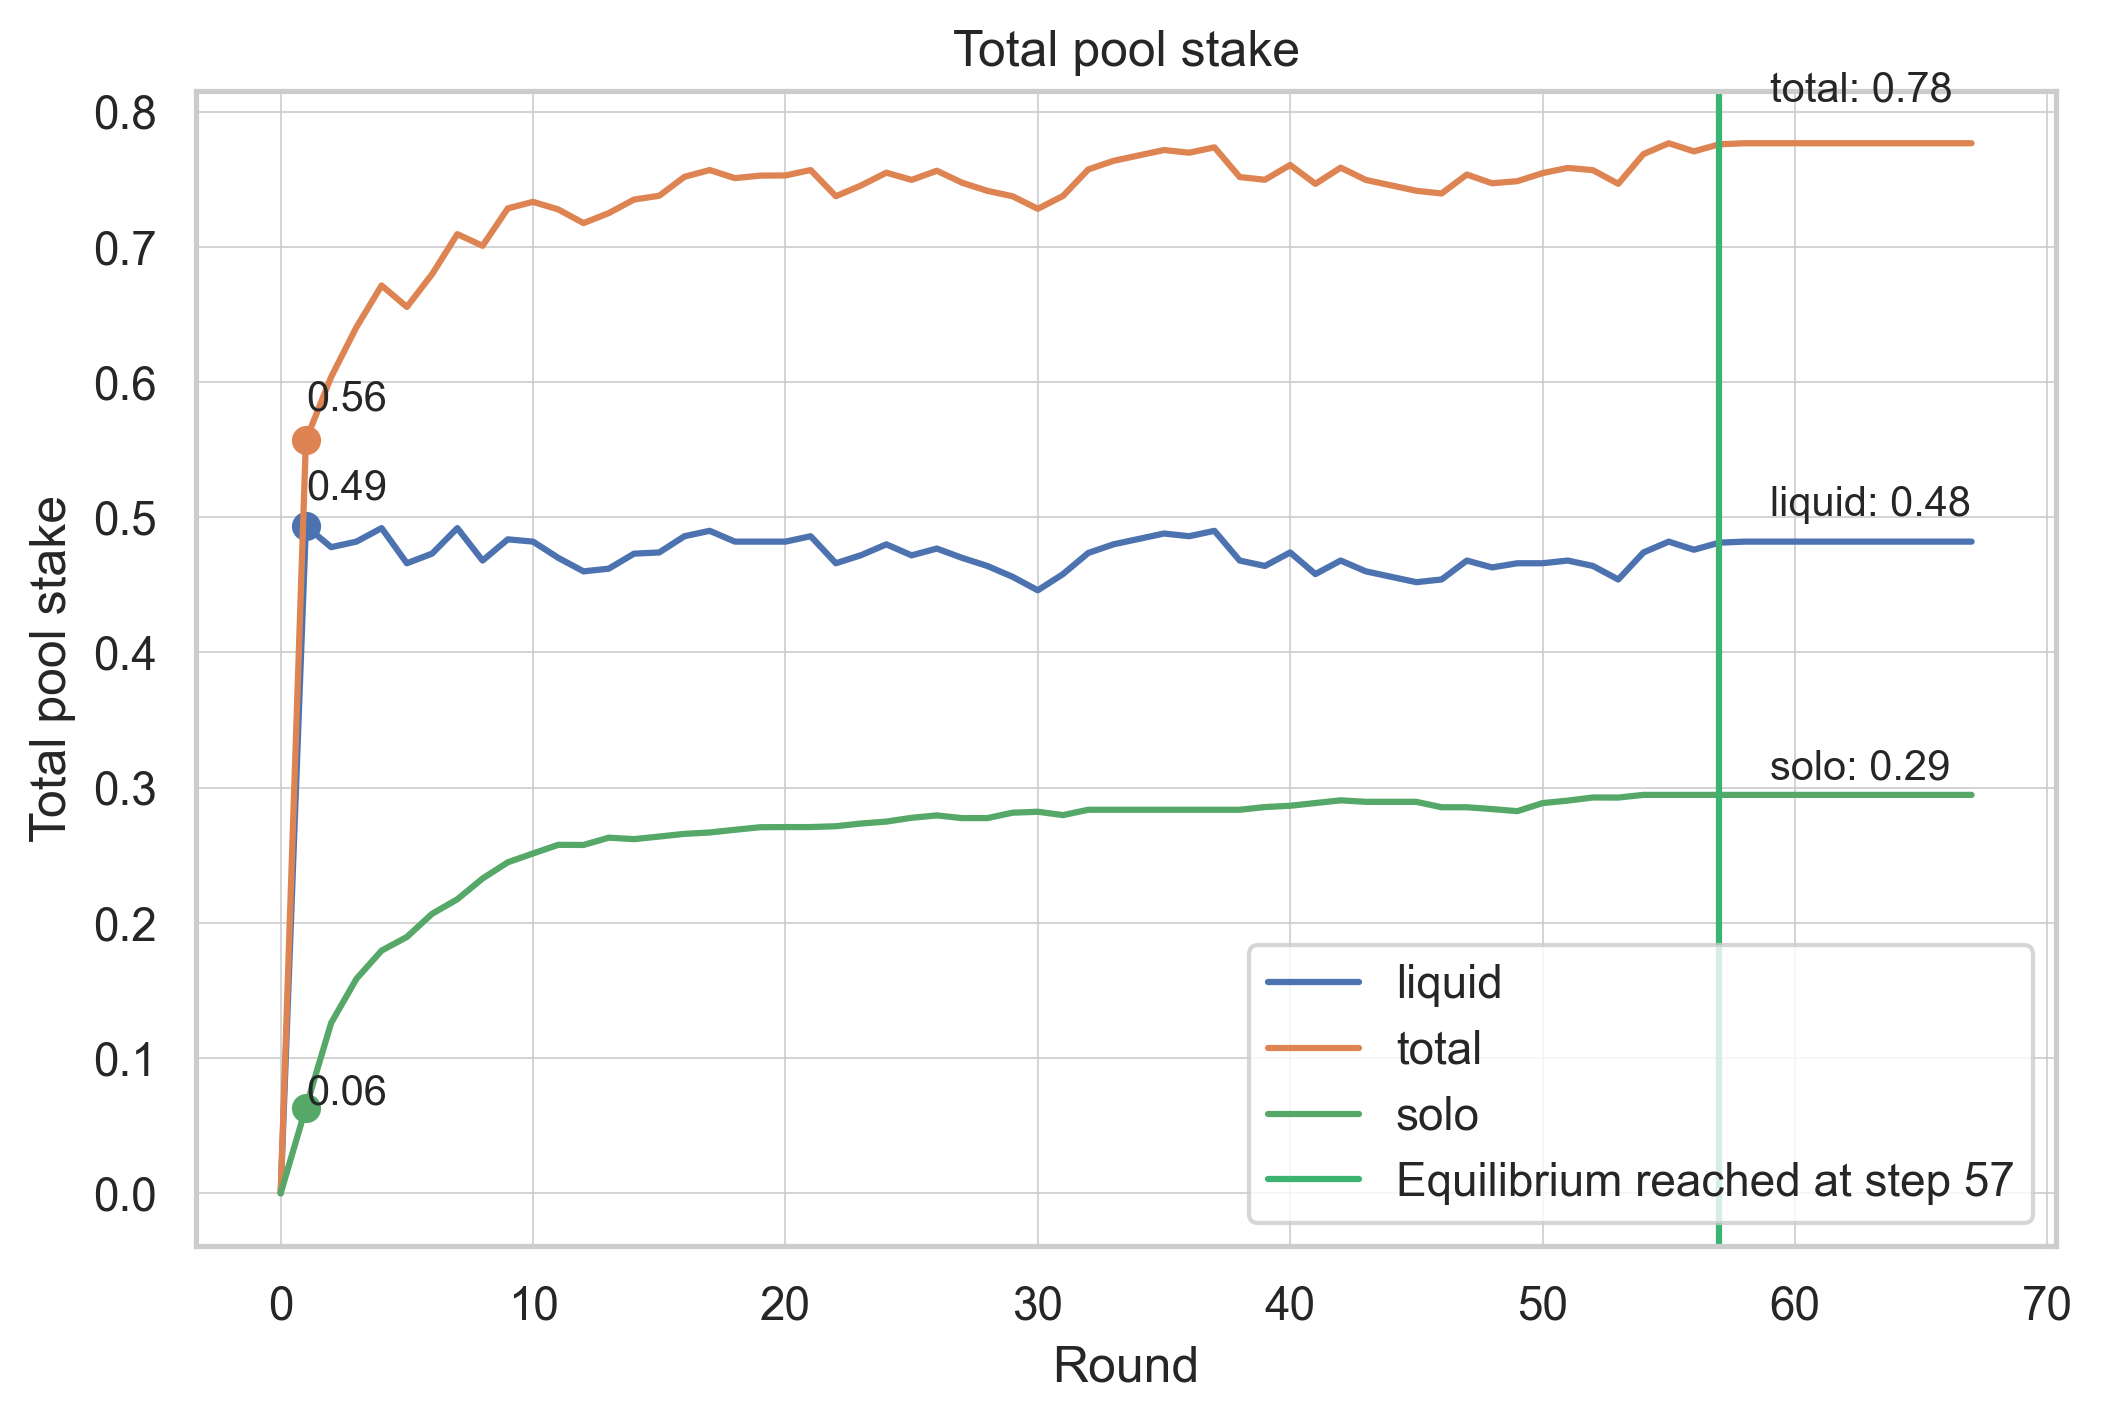 Total pool stake
total: 0.78
0.8
0.7
0.6
0.56
0.49
0.5
liquid: 0.48
0.4
solo: 0.29
0.3
0.2
0.1
0.06
0.0
Total pool stake
liquid
total
solo
Equilibrium reached at step 57
0 10 20 30 40 50 60 70
Round